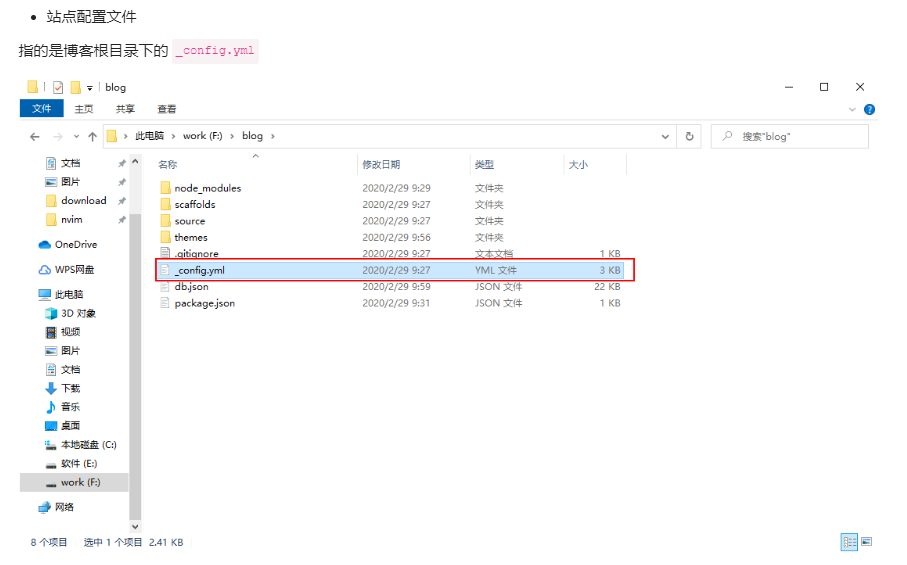 站点配置文件
指的是博客根目录下的 _config.yml
blog
文件 主页 共享 查看
此电脑 › work (F:) › blog › 搜索"blog"
名称 修改日期 类型 大小
文档
图片
download
nvim
OneDrive
WPS网盘
此电脑
3D 对象
视频
图片
文档
下载
音乐
桌面
本地磁盘 (C:)
软件 (E:)
work (F:)
网络
node_modules 2020/2/29 9:29 文件夹
scaffolds 2020/2/29 9:27 文件夹
source 2020/2/29 9:27 文件夹
themes 2020/2/29 9:56 文件夹
.gitignore 2020/2/29 9:27 文本文档 1 KB
_config.yml 2020/2/29 9:27 YML 文件 3 KB
db.json 2020/2/29 9:59 JSON 文件 22 KB
package.json 2020/2/29 9:31 JSON 文件 1 KB
8 个项目 选中 1 个项目 2.41 KB